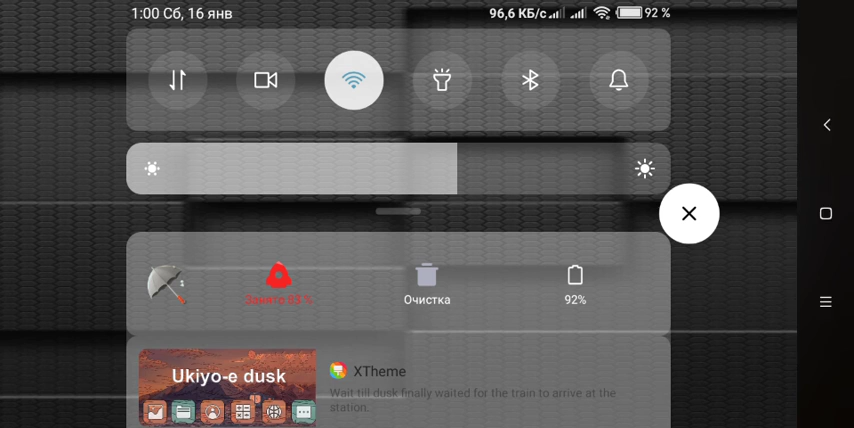 1:00 Сб, 16 янв
96,6 КБ/с
92 %
Занято 85 %
Очистка
92%
Ukiyo-e dusk
XTheme
Wait till dusk finally waited for the train to arrive at the
station.